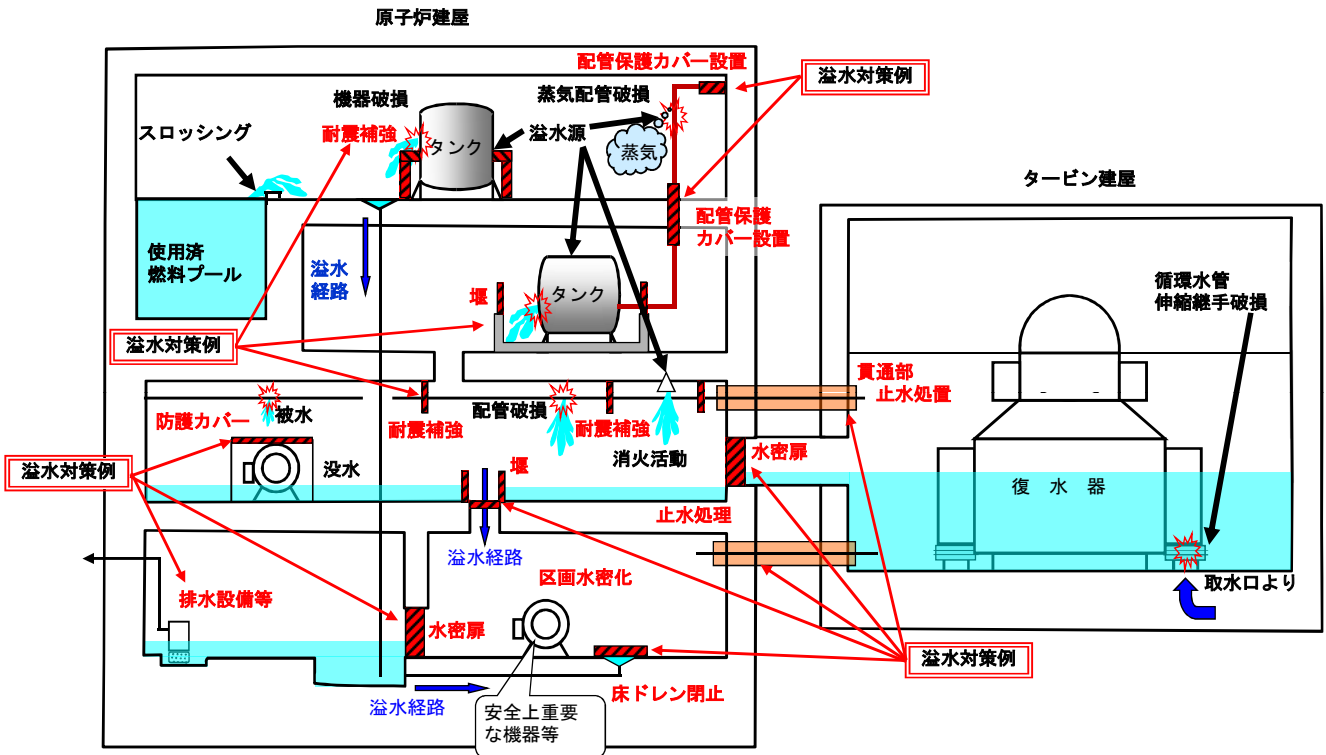 原子炉建屋
配管保護カバー設置
溢水対策例
機器破損
蒸気配管破損
スロッシング
耐震補強
タンク
溢水源
蒸気
タービン建屋
使用済
燃料プール
溢水
経路
配管保護
カバー設置
堰
タンク
循環水管
伸縮継手破損
溢水対策例
貫通部
止水処置
防護カバー
被水
耐震補強
配管破損
耐震補強
消火活動
水密扉
溢水対策例
没水
堰
復水器
止水処理
溢水経路
区画水密化
取水口より
排水設備等
水密扉
溢水対策例
床ドレン閉止
溢水経路
安全上重要
な機器等